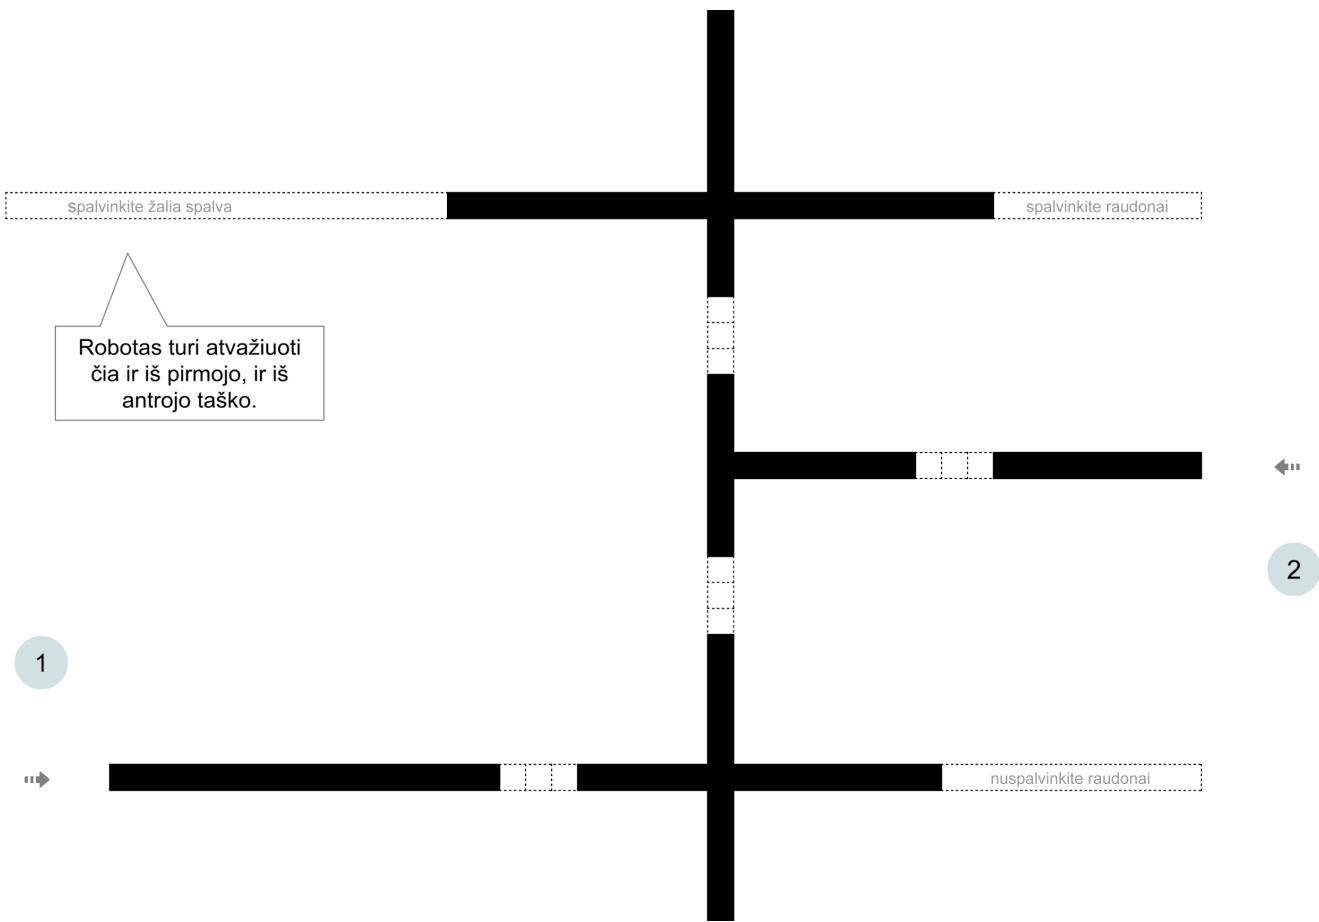 spalvinkite žalia spalva
spalvinkite raudonai
Robotas turi atvažiuoti
čia ir iš pirmojo, ir iš
antrojo taško.
2
1
nuspalvinkite raudonai